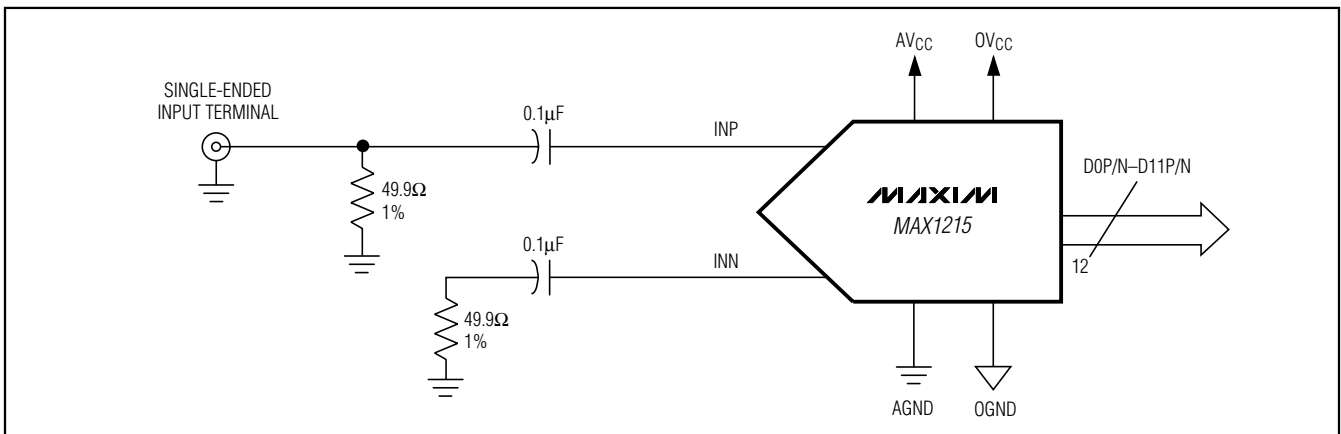 AVCC
OVCC
SINGLE-ENDED
INPUT TERMINAL
0.1μF
INP
49.9Ω
1%
MAXIM
MAX1215
D0P/N–D11P/N
12
0.1μF
INN
49.9Ω
1%
AGND
OGND